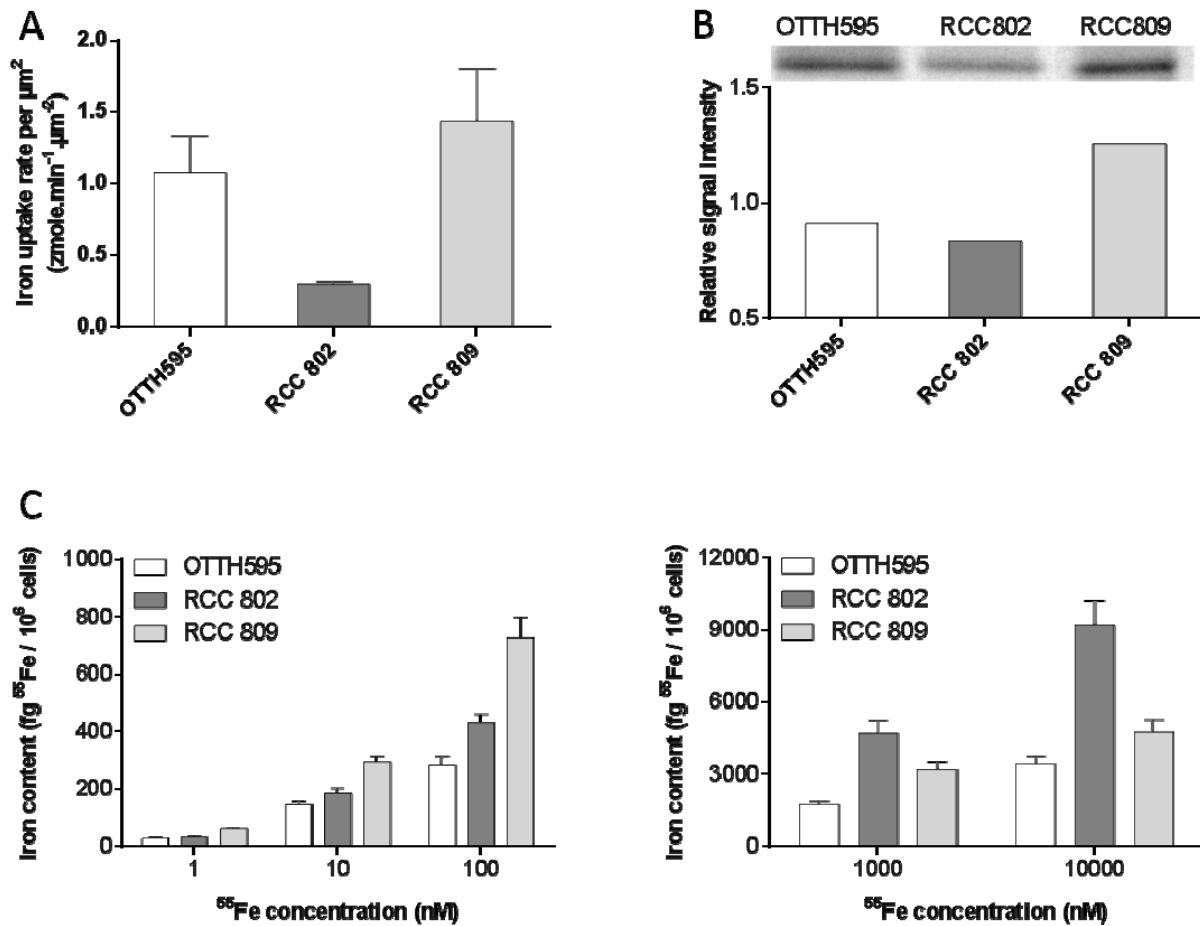 A
Iron uptake rate per µm²
(zmole.min⁻¹.µm⁻²)
2.0
1.5
1.0
0.5
0.0
OTTH595
RCC 802
RCC 809
B
OTTH595 RCC802 RCC809
Relative signal intensity
1.5
1.0
0.5
OTTH595
RCC 802
RCC 809
C
Iron content (fg ⁵⁵Fe / 10⁶ cells)
1000
800
600
400
200
0
OTTH595
RCC 802
RCC 809
1 10 100
⁵⁵Fe concentration (nM)
Iron content (fg ⁵⁵Fe / 10⁶ cells)
12000
9000
6000
3000
0
OTTH595
RCC 802
RCC 809
1000 10000
⁵⁵Fe concentration (nM)